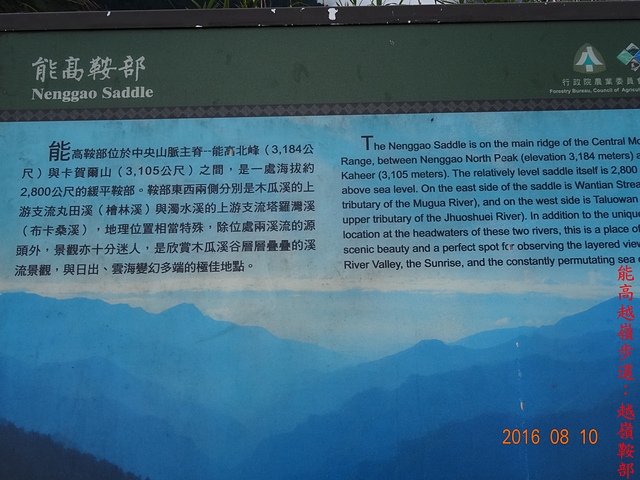 能高鞍部
Nenggao Saddle
行政院農業委員會
Forestry Bureau, Council of Agricul
能高鞍部位於中央山脈主脊--能高北峰（3,184公
尺）與卡賀爾山（3,105公尺）之間，是一處海拔約
2,800公尺的緩平鞍部。鞍部東西兩側分別是木瓜溪的上
游支流丸田溪（檜林溪）與濁水溪的上游支流塔羅灣溪
（布卡桑溪），地理位置相當特殊，除位處兩河流的源
頭外，景觀亦十分迷人，是欣賞木瓜溪谷層層疊疊的溪
流景觀，與日出、雲海變幻多端的極佳地點。
The Nenggao Saddle is on the main ridge of the Central Mo
Range, between Nenggao North Peak (elevation 3,184 meters) a
Kaheer (3,105 meters). The relatively level saddle itself is 2,800
above sea level. On the east side of the saddle is Wantian Strea
tributary of the Mugua River), and on the west side is Taluowan
upper tributary of the Jhuoshuei River). In addition to the unique
location at the headwaters of these two rivers, this is a place of
scenic beauty and a perfect spot for observing the layered view
River Valley, the Sunrise, and the constantly permutating sea
能高越嶺步道：越嶺鞍部
2016 08 10